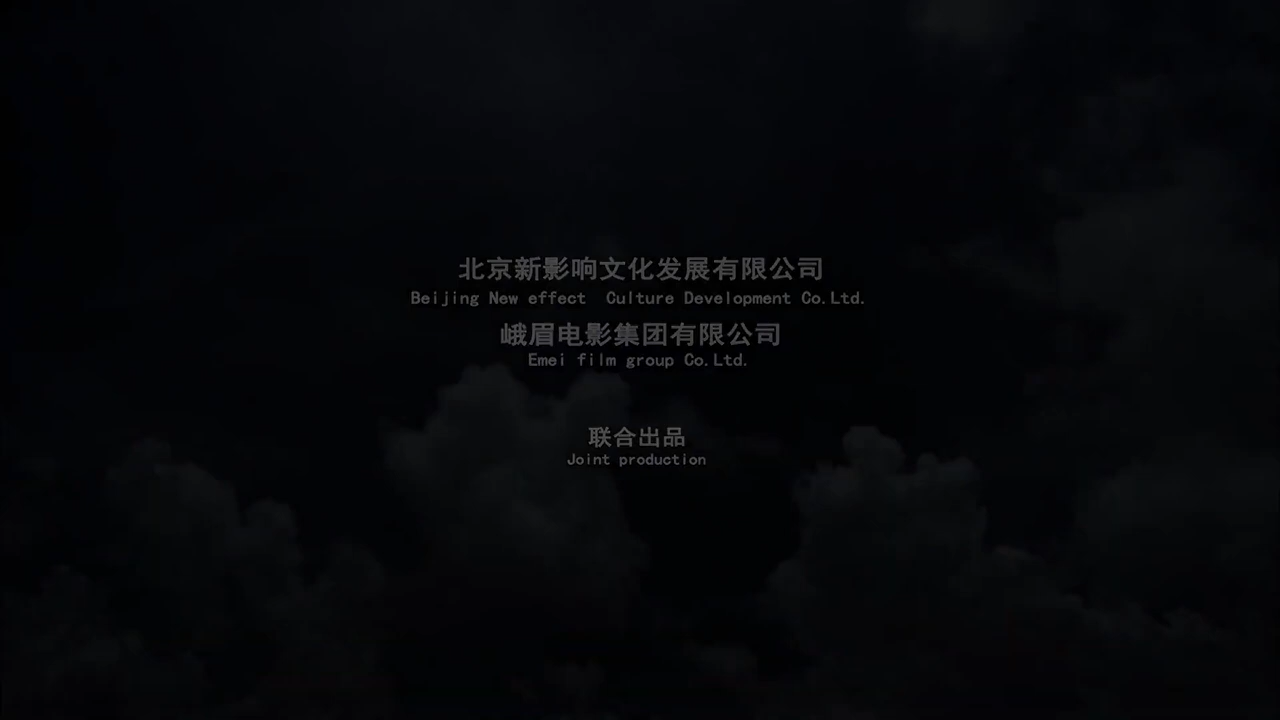 北京新影响文化发展有限公司
Beijing New effect  Culture Development Co.Ltd.
峨眉电影集团有限公司
Emei film group Co.Ltd.
联合出品
Joint production